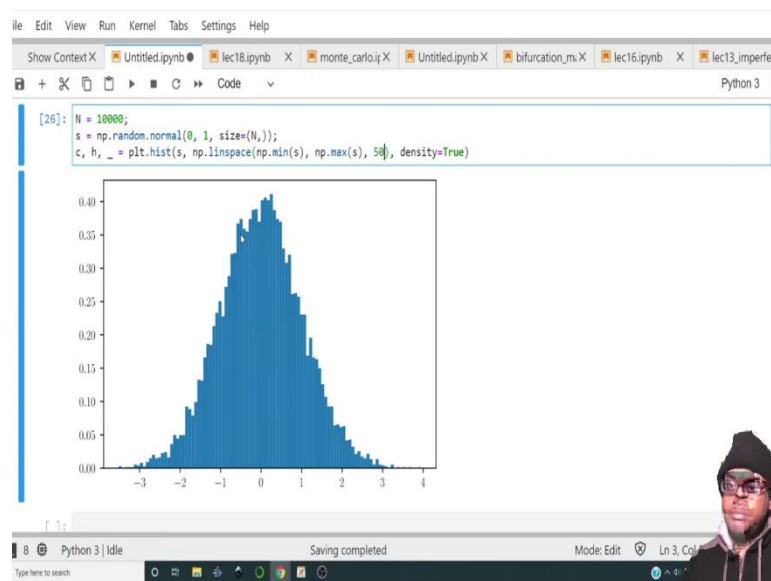 File Edit View Run Kernel Tabs Settings Help
Show Context X Untitled.ipynb lec18.ipynb X monte_carlo.i X Untitled.ipynb X bifurcation_m X lec16.ipynb X lec13_imperfe
Code Python 3
[26]: N = 10000;
s = np.random.normal(0, 1, size=(N,));
c, h, _ = plt.hist(s, np.linspace(np.min(s), np.max(s), 50), density=True)
0.40
0.35
0.30
0.25
0.20
0.15
0.10
0.05
0.00
−3 −2 −1 0 1 2 3 4
[ ]:
8 Python 3 | Idle Saving completed Mode: Edit Ln 3, Col
Type here to search